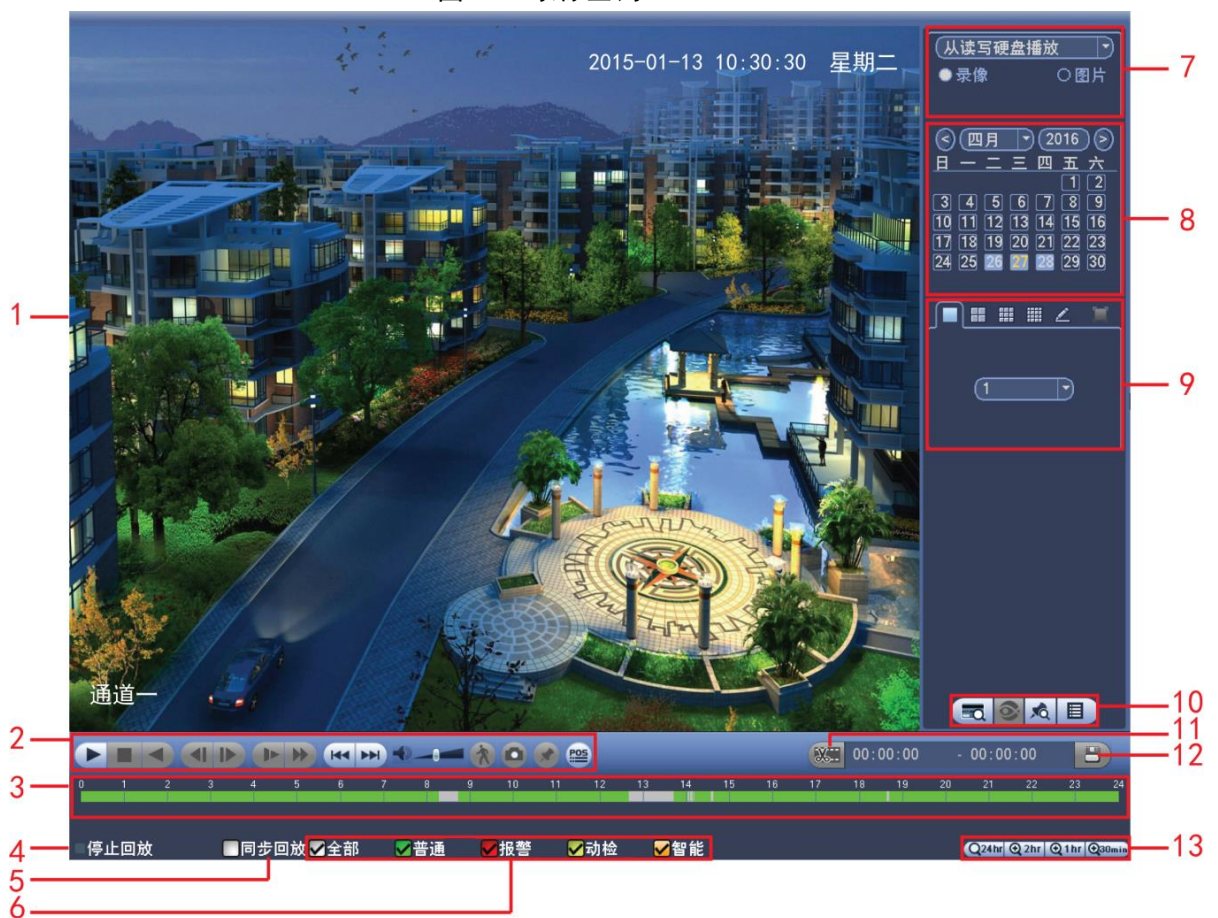 2015-01-13 10:30:30 星期二
从读写硬盘播放
录像 图片
7
四月 2016
日 一 二 三 四 五 六
1 2
3 4 5 6 7 8 9
10 11 12 13 14 15 16
17 18 19 20 21 22 23
24 25 26 27 28 29 30
8
1
1
9
通道一
10
11
2
POS
00:00:00 - 00:00:00
12
3
0 1 2 3 4 5 6 7 8 9 10 11 12 13 14 15 16 17 18 19 20 21 22 23 24
4
停止回放 同步回放 全部 普通 报警 动检 智能
24hr 2hr 1hr 30min
13
5
6